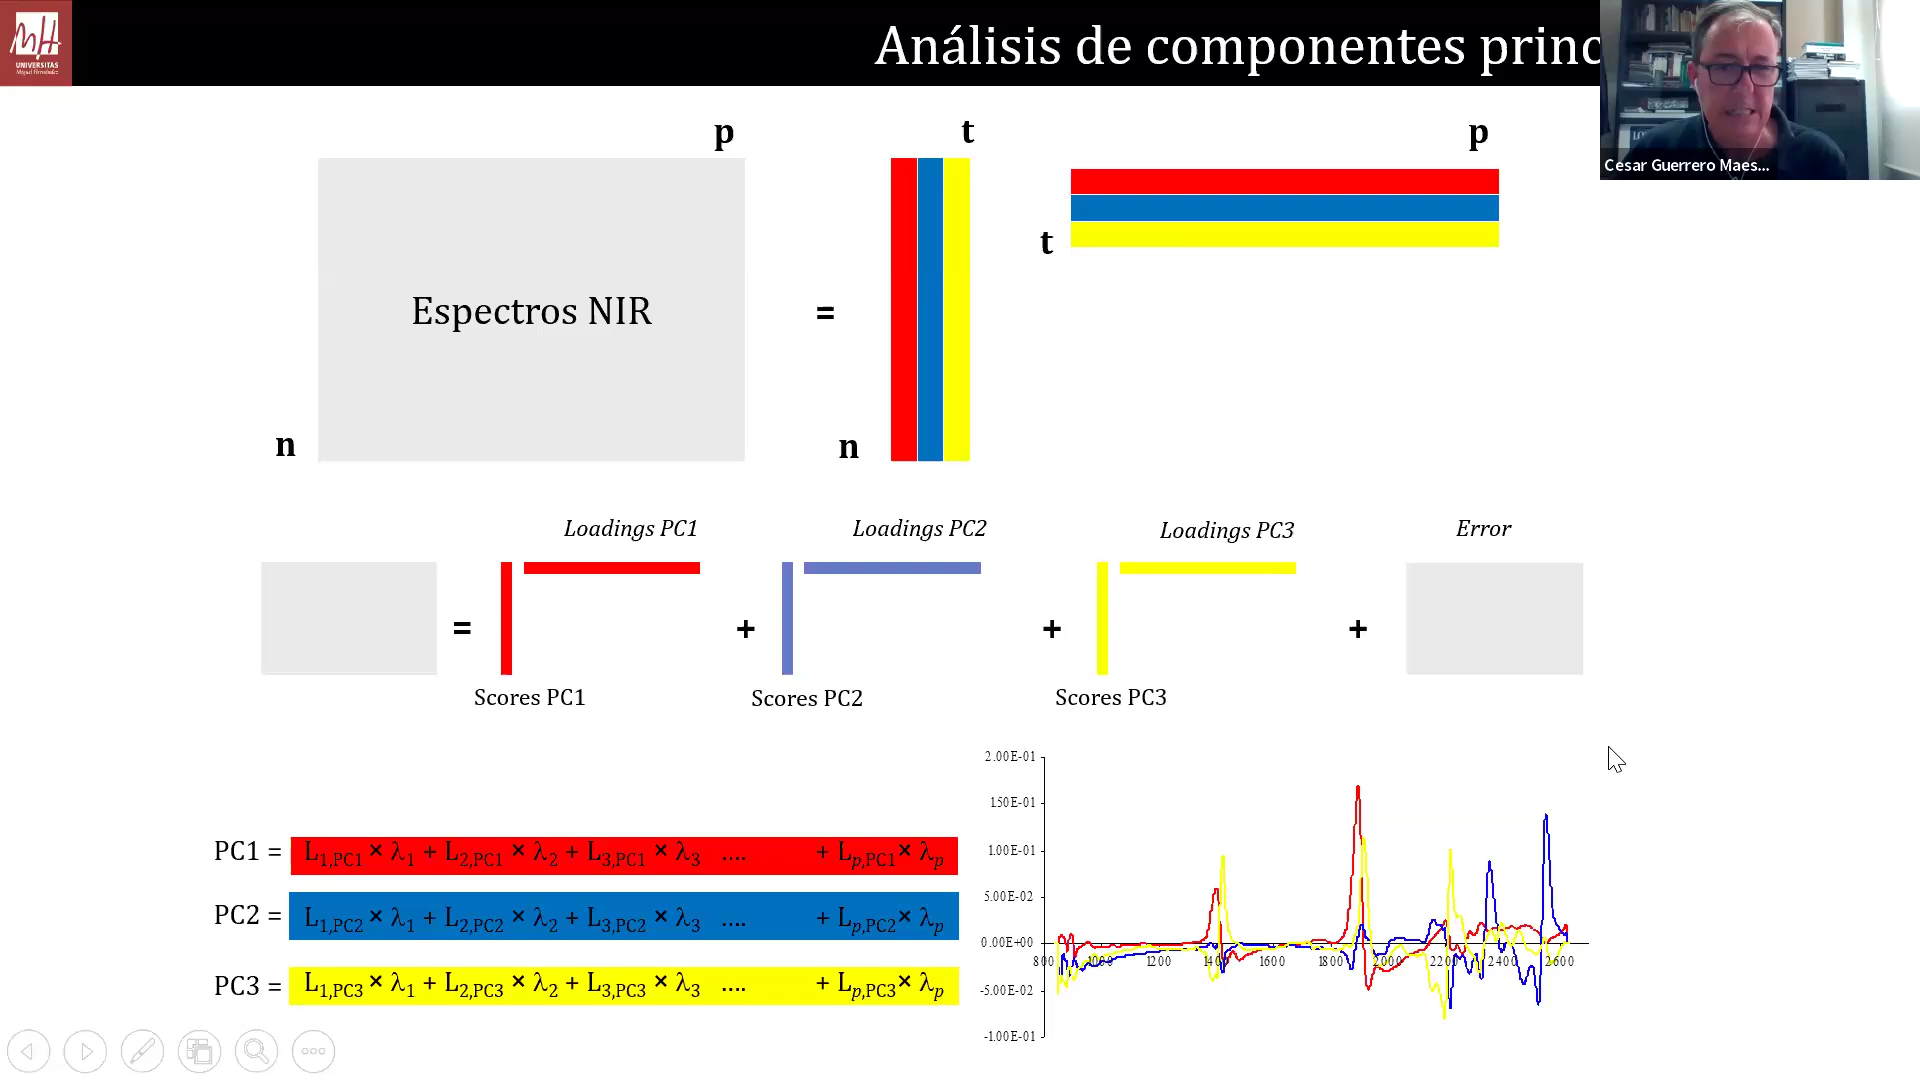 UNIVERSITAS
Miguel Hernández
Análisis de componentes princ
Cesar Guerrero Maes...
p
t
p
Espectros NIR
=
t
n
n
Loadings PC1
Loadings PC2
Loadings PC3
Error
=
+
+
+
Scores PC1
Scores PC2
Scores PC3
PC1 = L1,PC1 × λ1 + L2,PC1 × λ2 + L3,PC1 × λ3 .... + Lp,PC1× λp
PC2 = L1,PC2 × λ1 + L2,PC2 × λ2 + L3,PC2 × λ3 .... + Lp,PC2× λp
PC3 = L1,PC3 × λ1 + L2,PC3 × λ2 + L3,PC3 × λ3 .... + Lp,PC3× λp
2.00E-01
1.50E-01
1.00E-01
5.00E-02
0.00E+00
800 1000 1200 1400 1600 1800 2000 2200 2400 2600
-5.00E-02
-1.00E-01